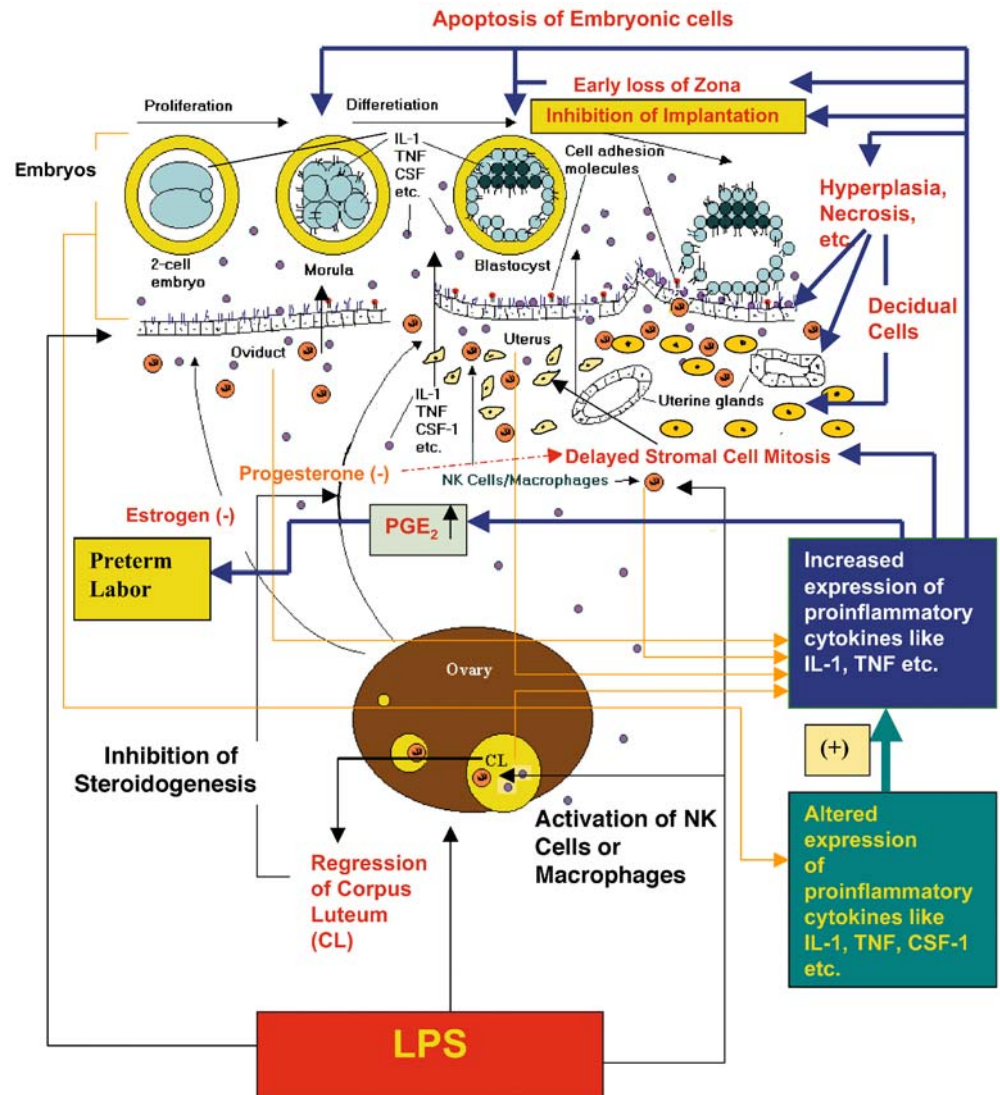 Apoptosis of Embryonic cells
Early loss of Zona
Proliferation
Differetiation
Inhibition of Implantation
IL-1
TNF
CSF
etc.
Cell adhesion
molecules
Embryos
Hyperplasia,
Necrosis,
etc
2-cell
embryo
Morula
Blastocyst
Decidual
Cells
Oviduct
Uterus
IL-1
TNF
CSF-1
etc.
Uterine glands
Progesterone (-)
Delayed Stromal Cell Mitosis
NK Cells/Macrophages
Estrogen (-)
PGE2
Preterm
Labor
Increased
expression of
proinflammatory
cytokines like
IL-1, TNF etc.
Ovary
(+)
Inhibition of
Steroidogenesis
CL
Activation of NK
Cells or
Macrophages
Altered
expression
of
proinflammatory
cytokines like
IL-1, TNF, CSF-1
etc.
Regression
of Corpus
Luteum
(CL)
LPS